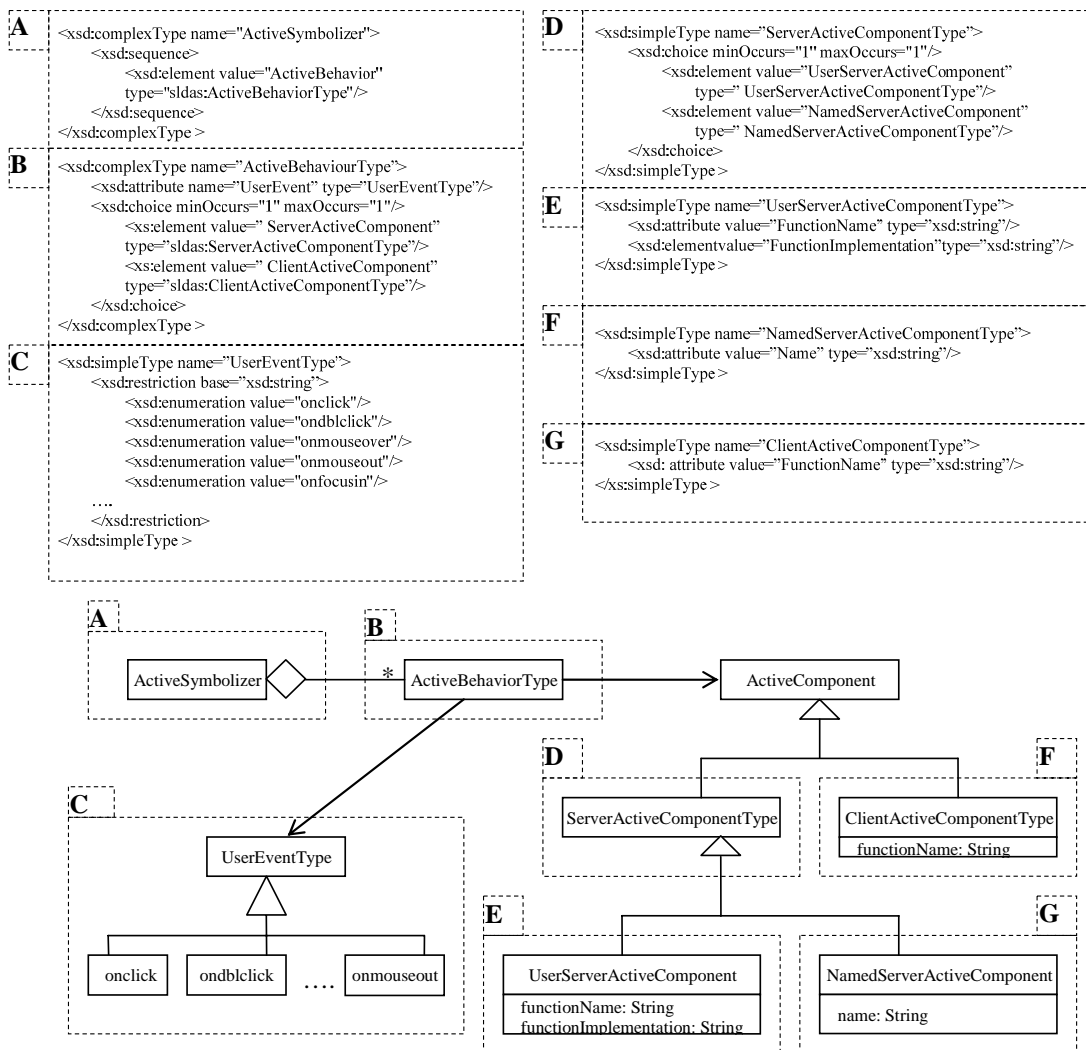 A
<xsd:complexType name="ActiveSymbolizer">
<xsd:sequence>
<xsd:element value="ActiveBehavior"
type="sldas:ActiveBehaviorType"/>
</xsd:sequence>
</xsd:complexType >
B
<xsd:complexType name=”ActiveBehaviourType”>
<xsd:attribute name=”UserEvent” type=”UserEventType”/>
<xsd:choice minOccurs="1" maxOccurs="1"/>
<xs:element value=” ServerActiveComponent”
type=”sldas:ServerActiveComponentType”/>
<xs:element value=” ClientActiveComponent”
type=”sldas:ClientActiveComponentType”/>
</xsd:choice>
</xsd:complexType >
C
<xsd:simpleType name=”UserEventType”>
<xsd:restriction base=”xsd:string”>
<xsd:enumeration value="onclick"/>
<xsd:enumeration value="ondblclick"/>
<xsd:enumeration value="onmouseover"/>
<xsd:enumeration value="onmouseout"/>
<xsd:enumeration value="onfocusin"/>
….
</xsd:restriction>
</xsd:simpleType >
D
<xsd:simpleType name=”ServerActiveComponent”>
<xsd:choice minOccurs="1" maxOccurs="1"/>
<xsd:element value=”UserServerActiveComponent”
type=” UserServerActiveComponentType”/>
<xsd:element value=”NamedServerActiveComponent”
type=” NamedServerActiveComponentType”/>
</xsd:choice>
</xsd:simpleType >
E
<xsd:simpleType name=”UserServerActiveComponentType”>
<xsd:attribute value=”FunctionName” type=”xsd:string”/>
<xsd:elementvalue=”FunctionImplementation”type=”xsd:string”/>
</xsd:simpleType >
F
<xsd:simpleType name=”NamedServerActiveComponentType”>
<xsd:attribute value=”Name” type=”xsd:string”/>
</xsd:simpleType >
G
<xsd:simpleType name=”ClientActiveComponentType”>
<xsd: attribute value=”FunctionName” type=”xsd:string”/>
</xs:simpleType >
A
ActiveSymbolizer
*
B
ActiveBehaviorType
ActiveComponent
C
UserEventType
onclick
ondblclick
….
onmouseout
D
ServerActiveComponentType
F
ClientActiveComponentType
functionName: String
E
UserServerActiveComponent
functionName: String
functionImplementation: String
G
NamedServerActiveComponent
name: String